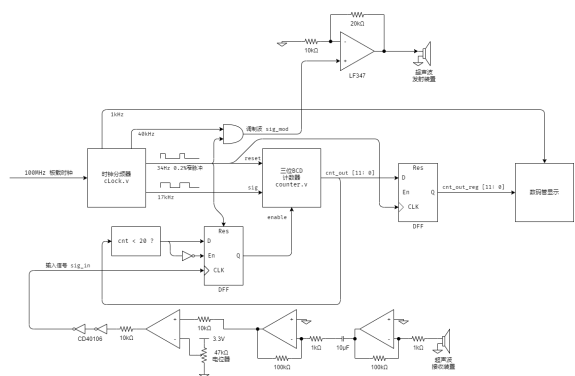 20kΩ
10kΩ
LF347
超声波
发射装置
1kHz
40kHz
调制波 sig_mod
100MHz 板载时钟
时钟分频器
cLock.v
34Hz 0.2%窄脉冲
17kHz
reset
sig
三位BCD
计数器
counter.v
enable
cnt_out [11: 0]
Res
D
En
Q
CLK
DFF
cnt_out_reg [11: 0]
数码管显示
cnt < 20 ?
Res
D
En
Q
CLK
DFF
输入信号 sig_in
CD40106
10kΩ
10kΩ
3.3V
47kΩ
电位器
100kΩ
1kΩ
10μF
100kΩ
1kΩ
超声波
接收装置